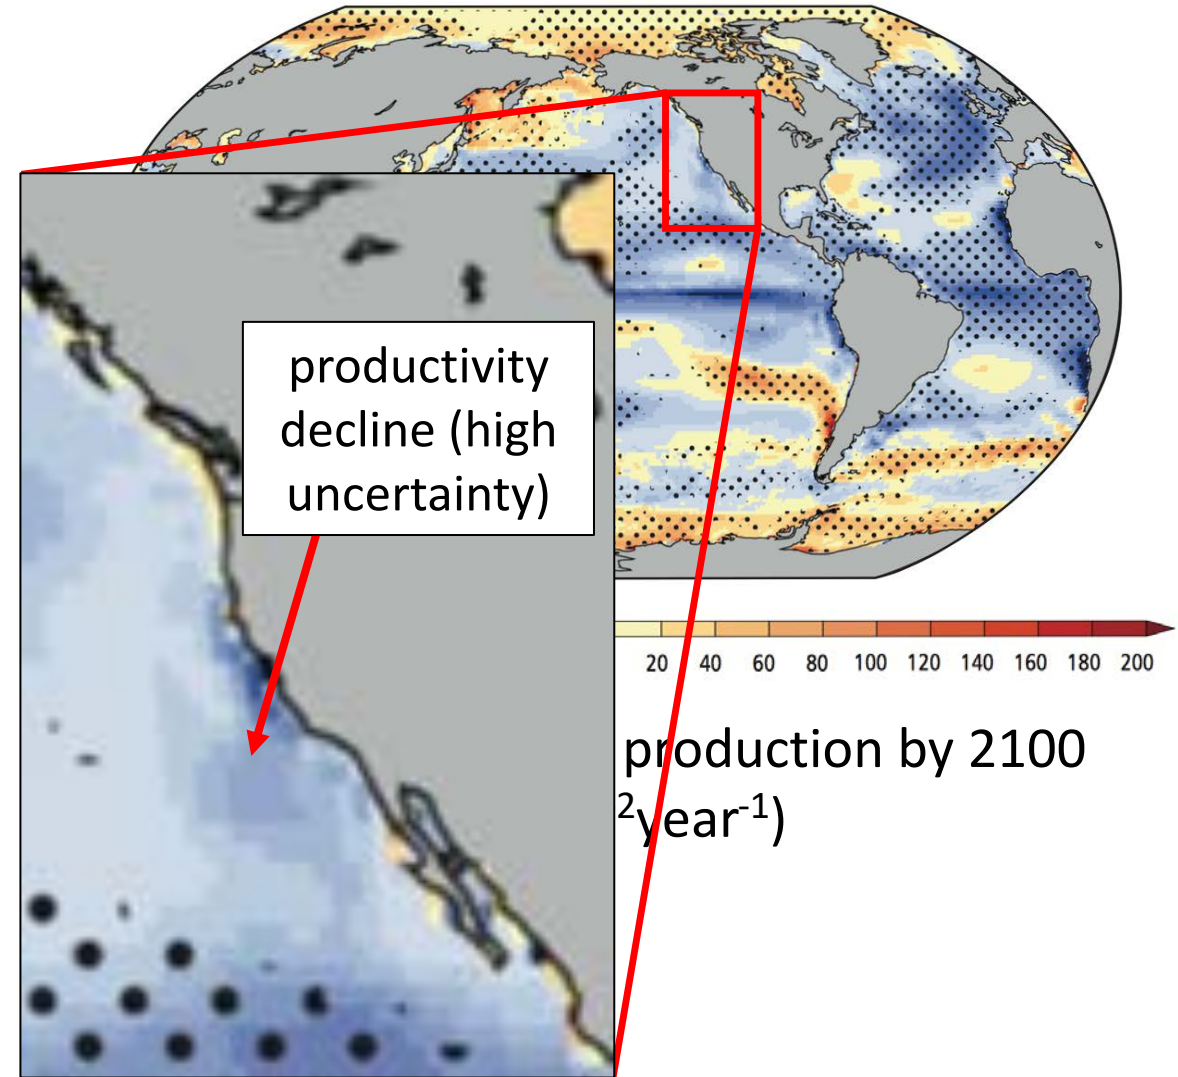 productivity
decline (high
uncertainty)
20 40 60 80 100 120 140 160 180 200
production by 2100
²year⁻¹)